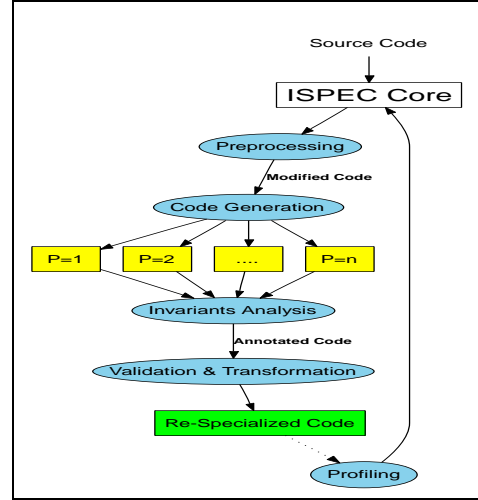 Source Code
ISPEC Core
Preprocessing
Modified Code
Code Generation
P=1 P=2 .... P=n
Invariants Analysis
Annotated Code
Validation & Transformation
Re-Specialized Code
Profiling